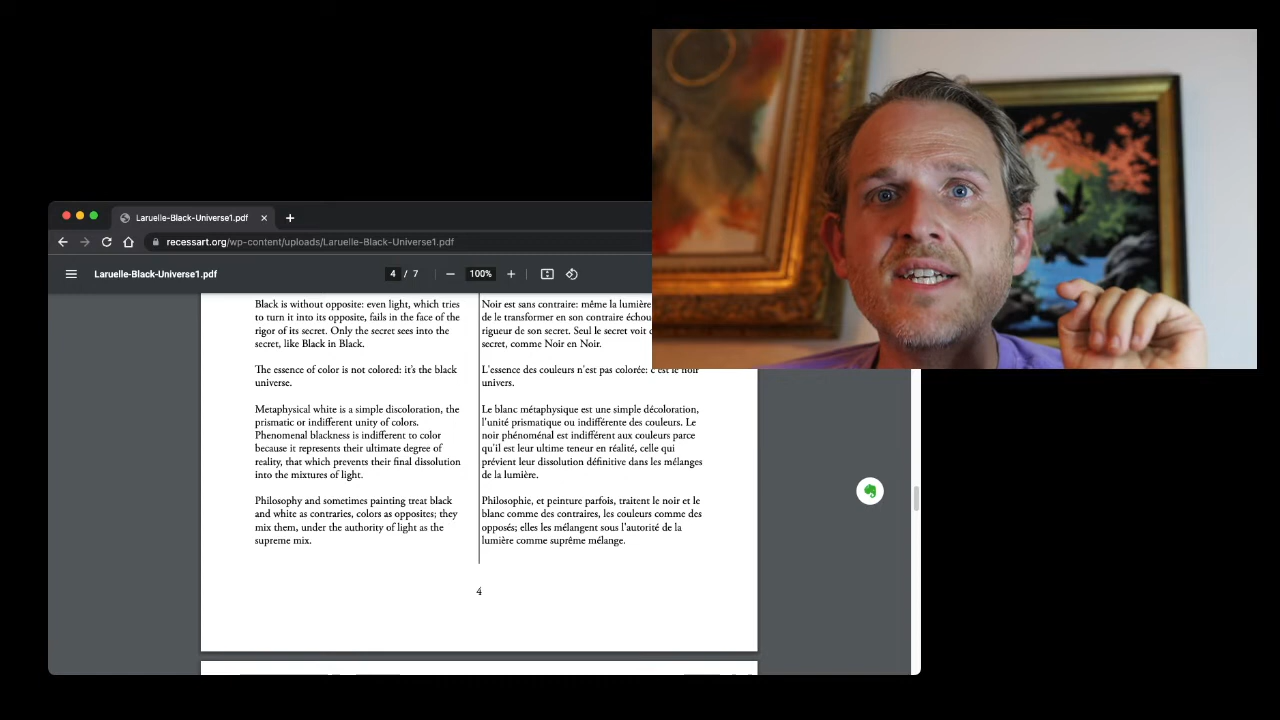 Laruelle-Black-Universe1.pdf
recessart.org/wp-content/uploads/Laruelle-Black-Universe1.pdf
Laruelle-Black-Universe1.pdf
4 / 7
100%
Black is without opposite: even light, which tries
to turn it into its opposite, fails in the face of the
rigor of its secret. Only the secret sees into the
secret, like Black in Black.
The essence of color is not colored: it's the black
universe.
Metaphysical white is a simple discoloration, the
prismatic or indifferent unity of colors.
Phenomenal blackness is indifferent to color
because it represents their ultimate degree of
reality, that which prevents their final dissolution
into the mixtures of light.
Philosophy and sometimes painting treat black
and white as contraries, colors as opposites; they
mix them, under the authority of light as the
supreme mix.
Noir est sans contraire: même la lumière
de le transformer en son contraire
rigueur de son secret. Seul le secret voit
secret, comme Noir en Noir.
L'essence des couleurs n'est pas colorée: c'est le noir
univers.
Le blanc métaphysique est une simple décoloration,
l'unité prismatique ou indifférente des couleurs. Le
noir phénoménal est indifférent aux couleurs parce
qu'il est leur ultime teneur en réalité, celle qui
prévient leur dissolution définitive dans les mélanges
de la lumière.
Philosophie, et peinture parfois, traitent le noir et le
blanc comme des contraires, les couleurs comme des
opposés; elles les mélangent sous l'autorité de la
lumière comme suprême mélange.
4